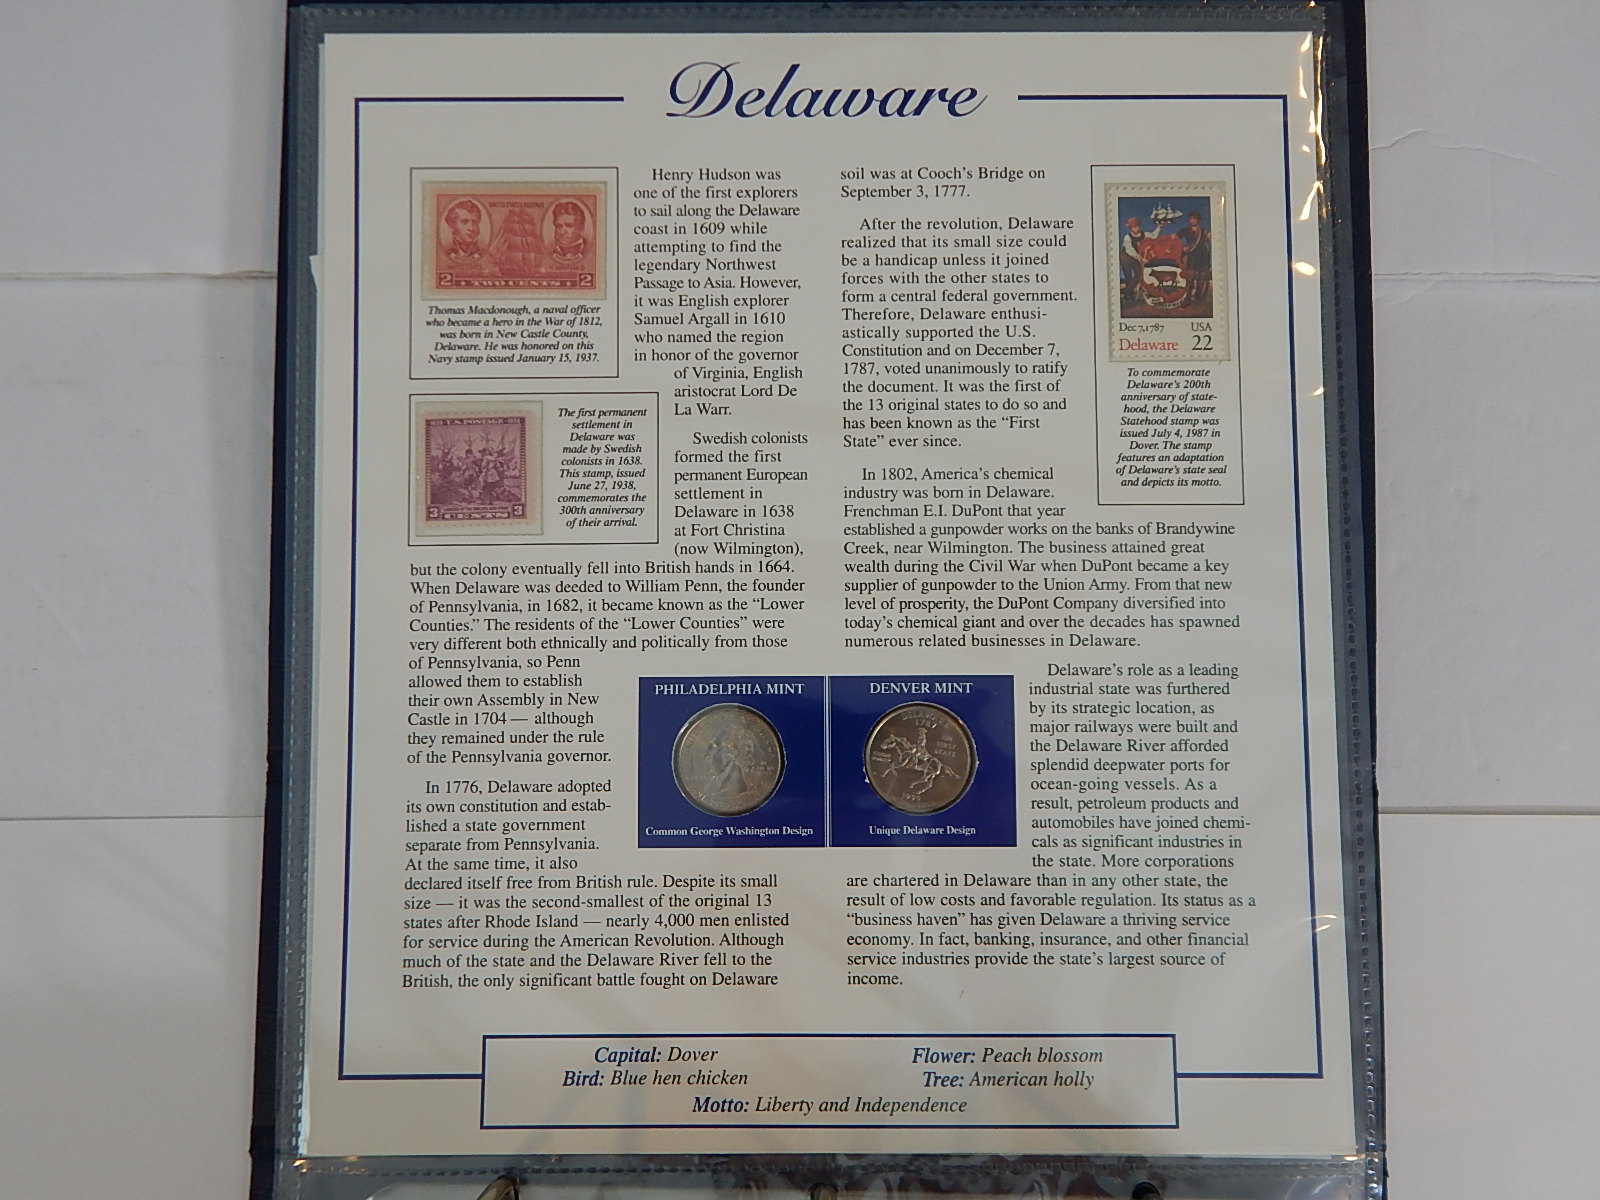 Delaware
UNITED STATES POSTAGE
2 TWO CENTS 2
Thomas Macdonough, a naval officer
who became a hero in the War of 1812,
was born in New Castle County,
Delaware. He was honored on this
Navy stamp issued January 15, 1937.
1638 U.S. POSTAGE 1938
3 CENTS 3
The first permanent
settlement in
Delaware was
made by Swedish
colonists in 1638.
This stamp, issued
June 27, 1938,
commemorates the
300th anniversary
of their arrival.
Henry Hudson was
one of the first explorers
to sail along the Delaware
coast in 1609 while
attempting to find the
legendary Northwest
Passage to Asia. However,
it was English explorer
Samuel Argall in 1610
who named the region
in honor of the governor
of Virginia, English
aristocrat Lord De
La Warr.
Swedish colonists
formed the first
permanent European
settlement in
Delaware in 1638
at Fort Christina
(now Wilmington),
but the colony eventually fell into British hands in 1664.
When Delaware was deeded to William Penn, the founder
of Pennsylvania, in 1682, it became known as the “Lower
Counties.” The residents of the “Lower Counties” were
very different both ethnically and politically from those
of Pennsylvania, so Penn
allowed them to establish
their own Assembly in New
Castle in 1704 — although
they remained under the rule
of the Pennsylvania governor.
In 1776, Delaware adopted
its own constitution and estab-
lished a state government
separate from Pennsylvania.
At the same time, it also
declared itself free from British rule. Despite its small
size — it was the second-smallest of the original 13
states after Rhode Island — nearly 4,000 men enlisted
for service during the American Revolution. Although
much of the state and the Delaware River fell to the
British, the only significant battle fought on Delaware
soil was at Cooch’s Bridge on
September 3, 1777.
After the revolution, Delaware
realized that its small size could
be a handicap unless it joined
forces with the other states to
form a central federal government.
Therefore, Delaware enthusi-
astically supported the U.S.
Constitution and on December 7,
1787, voted unanimously to ratify
the document. It was the first of
the 13 original states to do so and
has been known as the “First
State” ever since.
In 1802, America’s chemical
industry was born in Delaware.
Frenchman E.I. DuPont that year
established a gunpowder works on the banks of Brandywine
Creek, near Wilmington. The business attained great
wealth during the Civil War when DuPont became a key
supplier of gunpowder to the Union Army. From that new
level of prosperity, the DuPont Company diversified into
today’s chemical giant and over the decades has spawned
numerous related businesses in Delaware.
Delaware’s role as a leading
industrial state was furthered
by its strategic location, as
major railways were built and
the Delaware River afforded
splendid deepwater ports for
ocean-going vessels. As a
result, petroleum products and
automobiles have joined chemi-
cals as significant industries in
the state. More corporations
are chartered in Delaware than in any other state, the
result of low costs and favorable regulation. Its status as a
“business haven” has given Delaware a thriving service
economy. In fact, banking, insurance, and other financial
service industries provide the state’s largest source of
income.
Dec 7, 1787 USA
Delaware 22
To commemorate
Delaware’s 200th
anniversary of state-
hood, the Delaware
Statehood stamp was
issued July 4, 1987 in
Dover. The stamp
features an adaptation
of Delaware’s state seal
and depicts its motto.
PHILADELPHIA MINT
Common George Washington Design
DENVER MINT
DELAWARE
1787
THE
FIRST
STATE
1999
Unique Delaware Design
Capital: Dover
Bird: Blue hen chicken
Flower: Peach blossom
Tree: American holly
Motto: Liberty and Independence